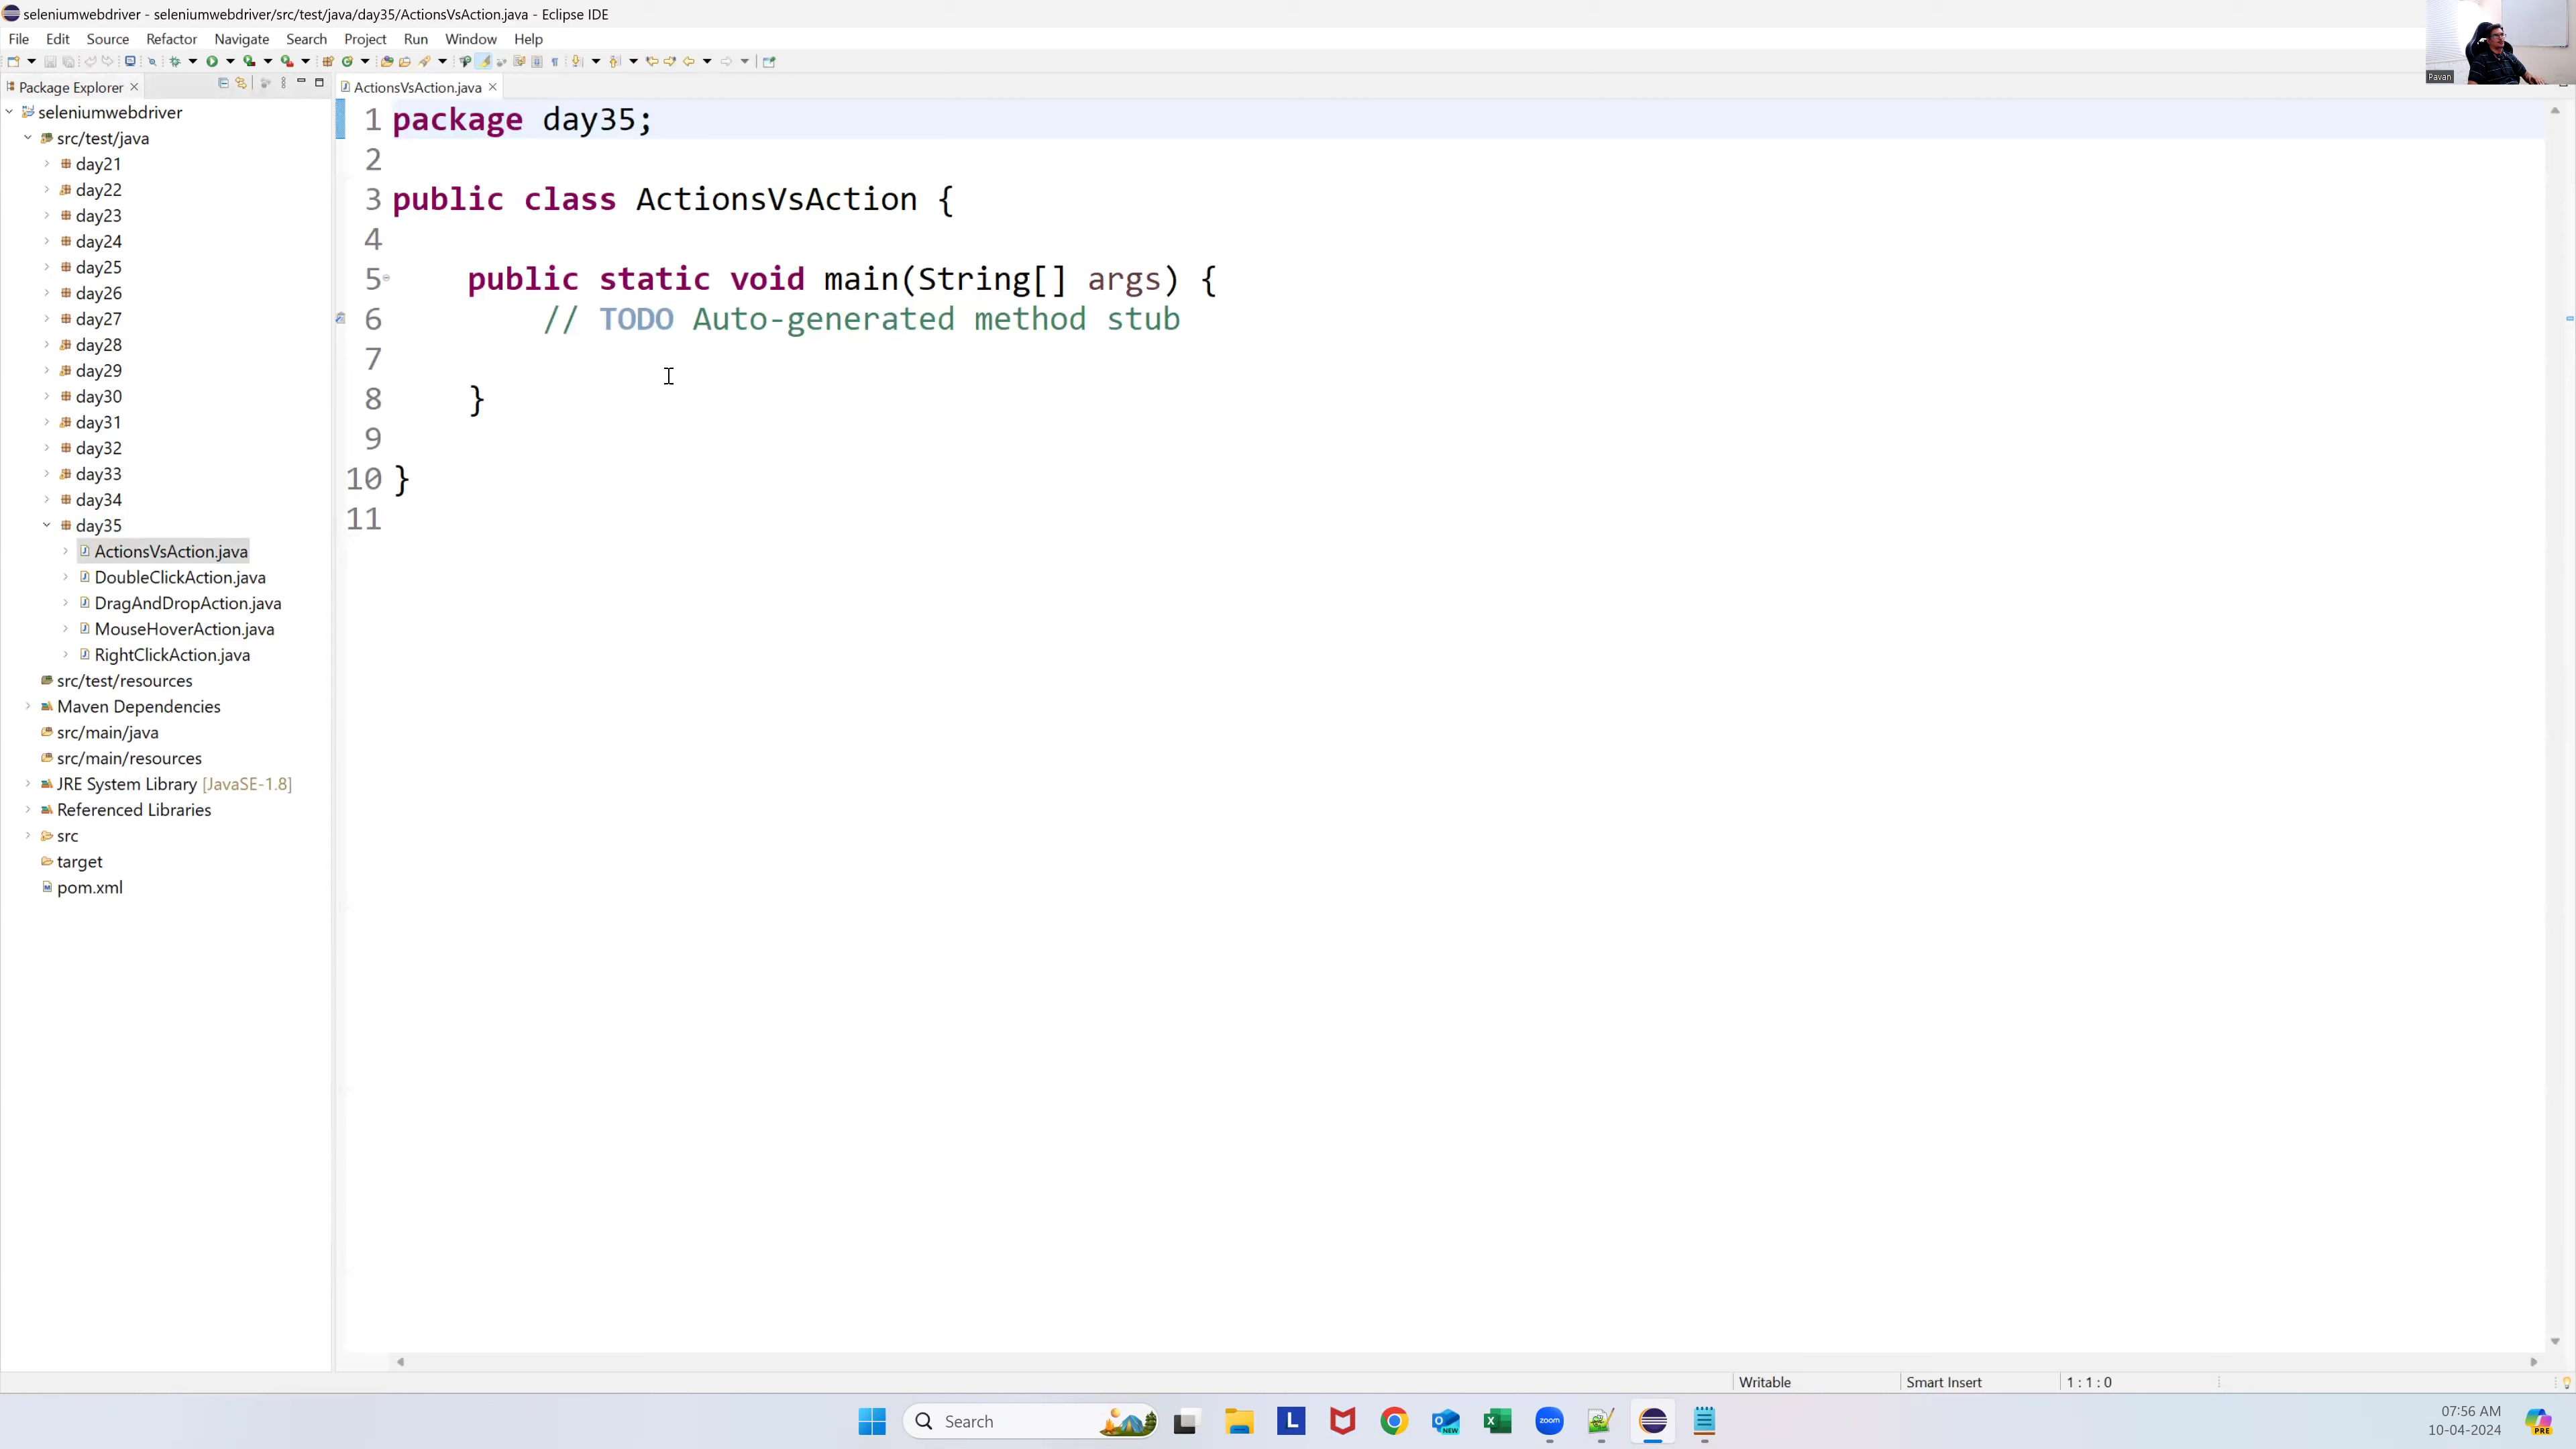 seleniumwebdriver - seleniumwebdriver/src/test/java/day35/ActionsVsAction.java - Eclipse IDE
File Edit Source Refactor Navigate Search Project Run Window Help
Pavan
Package Explorer
ActionsVsAction.java
seleniumwebdriver
src/test/java
day21
day22
day23
day24
day25
day26
day27
day28
day29
day30
day31
day32
day33
day34
day35
ActionsVsAction.java
DoubleClickAction.java
DragAndDropAction.java
MouseHoverAction.java
RightClickAction.java
src/test/resources
Maven Dependencies
src/main/java
src/main/resources
JRE System Library [JavaSE-1.8]
Referenced Libraries
src
target
pom.xml
1 package day35;
2
3 public class ActionsVsAction {
4
5 public static void main(String[] args) {
6 // TODO Auto-generated method stub
7
8 }
9
10 }
11
Writable Smart Insert 1 : 1 : 0
Search
L
NEW
zoom
07:56 AM
10-04-2024
PRE